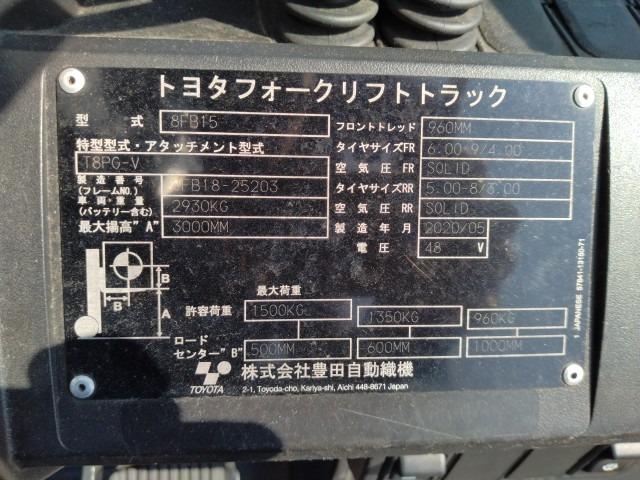 トヨタフォークリフトトラック
型 式 8FB15 フロントトレッド 960MM
特型型式・アタッチメント型式 タイヤサイズFR 6.00-9/4.00
T8PG-V 空気圧FR SOLID
製造番号 (フレームNO.) 8FB18-25203 タイヤサイズRR 5.00-8/3.00
車両・重量 (バッテリー含む) 2930KG 空気圧RR SOLID
最大揚高"A" 3000MM 製造年月 2020/05
電圧 48 V
B
B
A
最大荷重
許容荷重 1500KG 1350KG 960KG
ロード
センター"B" 500MM 600MM 1000MM
TOYOTA 株式会社豊田自動織機
2-1, Toyoda-cho, Kariya-shi, Aichi 448-8671 Japan
1 JAPANESE 57841-13160-71